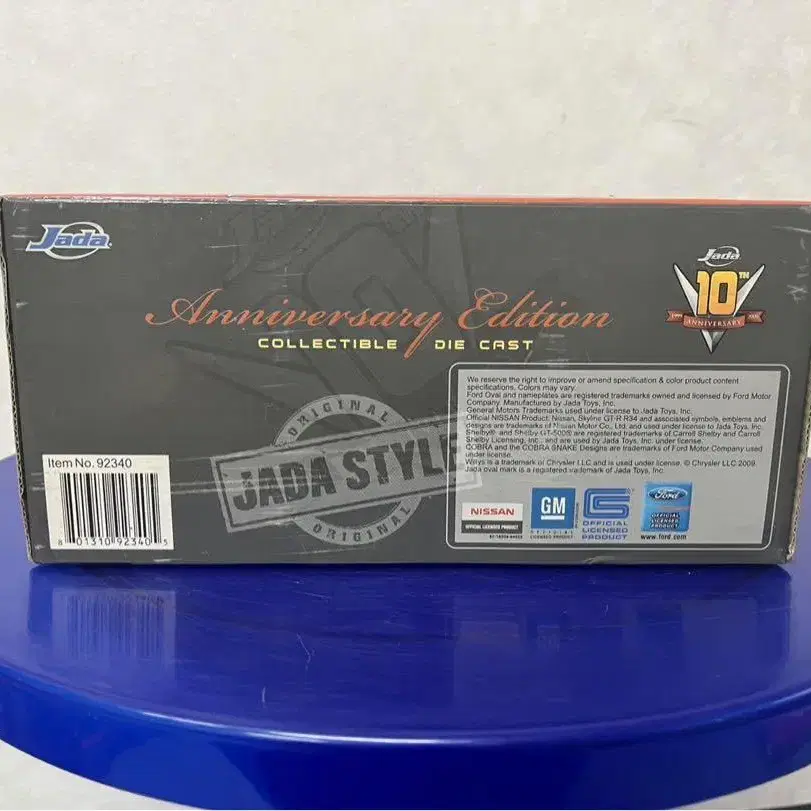 Jada
Jada
10TH
ANNIVERSARY
Anniversary Edition
COLLECTIBLE DIE CAST
We reserve the right to improve or amend specification & color product content
specifications. Colors may vary.
Ford Oval and nameplates are registered trademarks owned and licensed by Ford Motor
Company. Manufactured by Jada Toys, Inc.
General Motors Trademarks used under license to Jada Toys, Inc.
Official NISSAN Product. Nissan, Skyline GT-R R34 and associated symbols, emblems and
designs are trademarks of Nissan Motor Co., Ltd, and used under license to Jada Toys, Inc.
Shelby® and Shelby GT-500® are registered trademarks of Carroll Shelby and Carroll
Shelby Licensing, Inc., and are used by Jada Toys, Inc. under license.
COBRA and the COBRA SNAKE Designs are trademarks of Ford Motor Company used
under license.
is a trademark of Chrysler LLC and is used under license. © Chrysler LLC 2009.
Jada oval mark is a registered trademark of Jada Toys, Inc.
ORIGINAL
JADA STYLE
ORIGINAL
Item No. 92340
8 01310 92340 5
NISSAN
OFFICIAL LICENSED PRODUCT
GM
OFFICIAL
LICENSED PRODUCT
OFFICIAL
LICENSED
PRODUCT
Ford
OFFICIAL
LICENSED
PRODUCT
www.ford.com